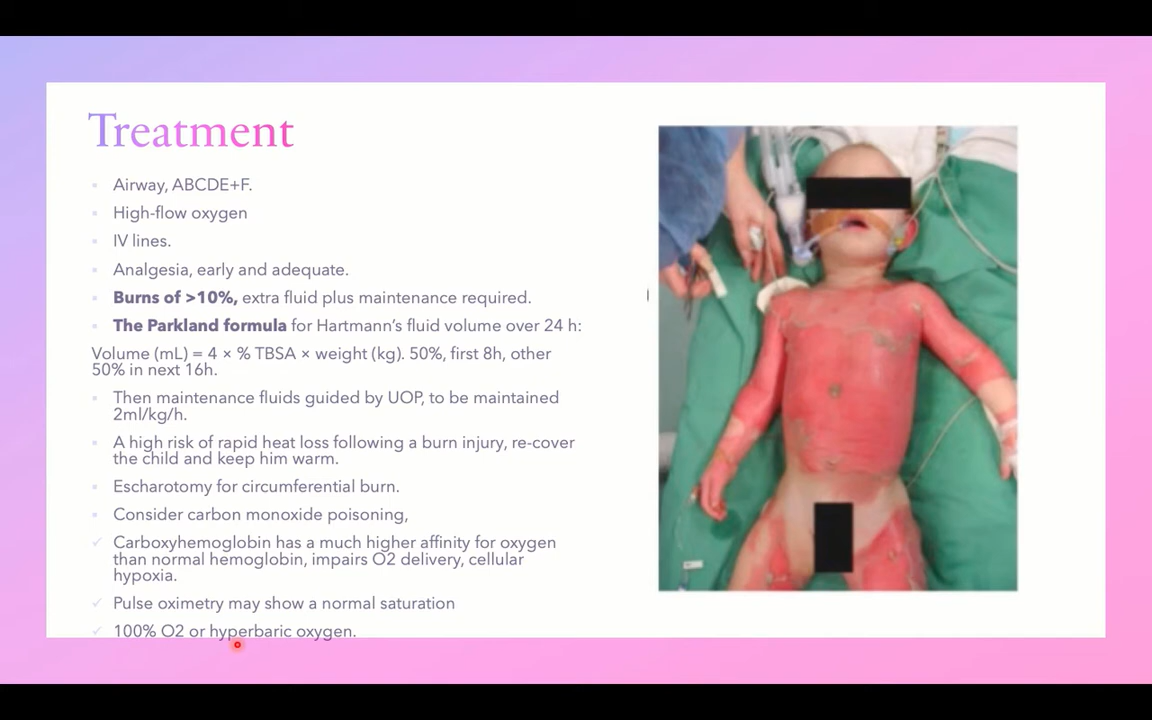 Treatment
Airway, ABCDE+F.
High-flow oxygen
IV lines.
Analgesia, early and adequate.
Burns of >10%, extra fluid plus maintenance required.
The Parkland formula for Hartmann's fluid volume over 24 h:
Volume (mL) = 4 × % TBSA × weight (kg). 50%, first 8h, other
50% in next 16h.
Then maintenance fluids guided by UOP, to be maintained
2ml/kg/h.
A high risk of rapid heat loss following a burn injury, re-cover
the child and keep him warm.
Escharotomy for circumferential burn.
Consider carbon monoxide poisoning,
Carboxyhemoglobin has a much higher affinity for oxygen
than normal hemoglobin, impairs O2 delivery, cellular
hypoxia.
Pulse oximetry may show a normal saturation
100% O2 or hyperbaric oxygen.